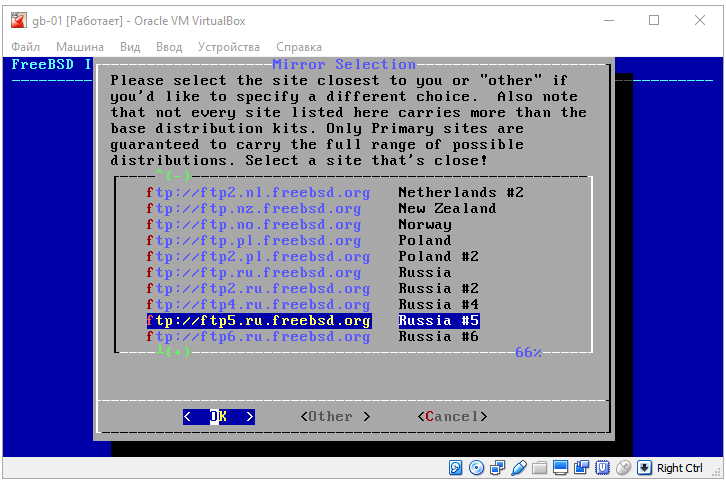 gb-01 [Работает] - Oracle VM VirtualBox
Файл Машина Вид Ввод Устройства Справка
FreeBSD I
Mirror Selection
Please select the site closest to you or "other" if
you'd like to specify a different choice.  Also note
that not every site listed here carries more than the
base distribution kits. Only Primary sites are
guaranteed to carry the full range of possible
distributions. Select a site that's close!
^(-)
ftp://ftp2.nl.freebsd.org Netherlands #2
ftp://ftp.nz.freebsd.org New Zealand
ftp://ftp.no.freebsd.org Norway
ftp://ftp.pl.freebsd.org Poland
ftp://ftp2.pl.freebsd.org Poland #2
ftp://ftp.ru.freebsd.org Russia
ftp://ftp2.ru.freebsd.org Russia #2
ftp://ftp4.ru.freebsd.org Russia #4
ftp://ftp5.ru.freebsd.org Russia #5
ftp://ftp6.ru.freebsd.org Russia #6
┴(+) 66%
<  OK  > <Other > <Cancel>
Right Ctrl